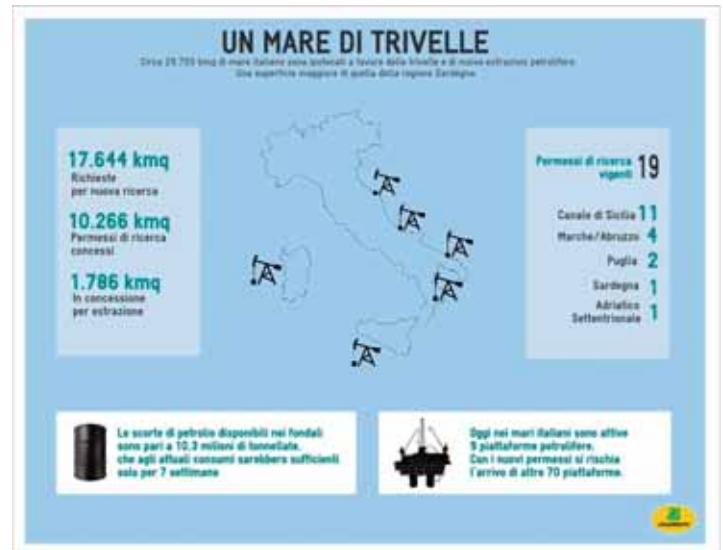 UN MARE DI TRIVELLE
Circa 29.700 kmq di mare italiano sono ipotecati a favore delle trivelle e di nuove estrazioni petrolifere.
Una superficie maggiore di quella della regione Sardegna.
17.644 kmq
Richieste
per nuova ricerca
10.266 kmq
Permessi di ricerca
concessi
1.786 kmq
In concessione
per estrazione
Permessi di ricerca
vigenti 19
Canale di Sicilia 11
Marche/Abruzzo 4
Puglia 2
Sardegna 1
Adriatico
Settentrionale 1
Le scorte di petrolio disponibili nei fondali
sono pari a 10,3 milioni di tonnellate,
che agli attuali consumi sarebbero sufficienti
solo per 7 settimane
Oggi nei mari italiani sono attive
9 piattaforme petrolifere.
Con i nuovi permessi si rischia
l'arrivo di altre 70 piattaforme.
LEGAMBIENTE